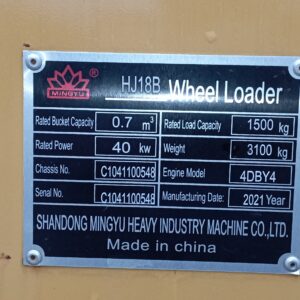 MINGYU ® HJ18B Wheel Loader
Rated Bucket Capacity 0.7 m³ Rated Load Capacity 1500 kg
Rated Power 40 kw Weight 3100 kg
Chassis No. C1041100548 Engine Model 4DBY4
Serial No. C1041100548 Manufacturing Date: 2021 Year
SHANDONG MINGYU HEAVY INDUSTRY MACHINE CO.,LTD.
Made in china